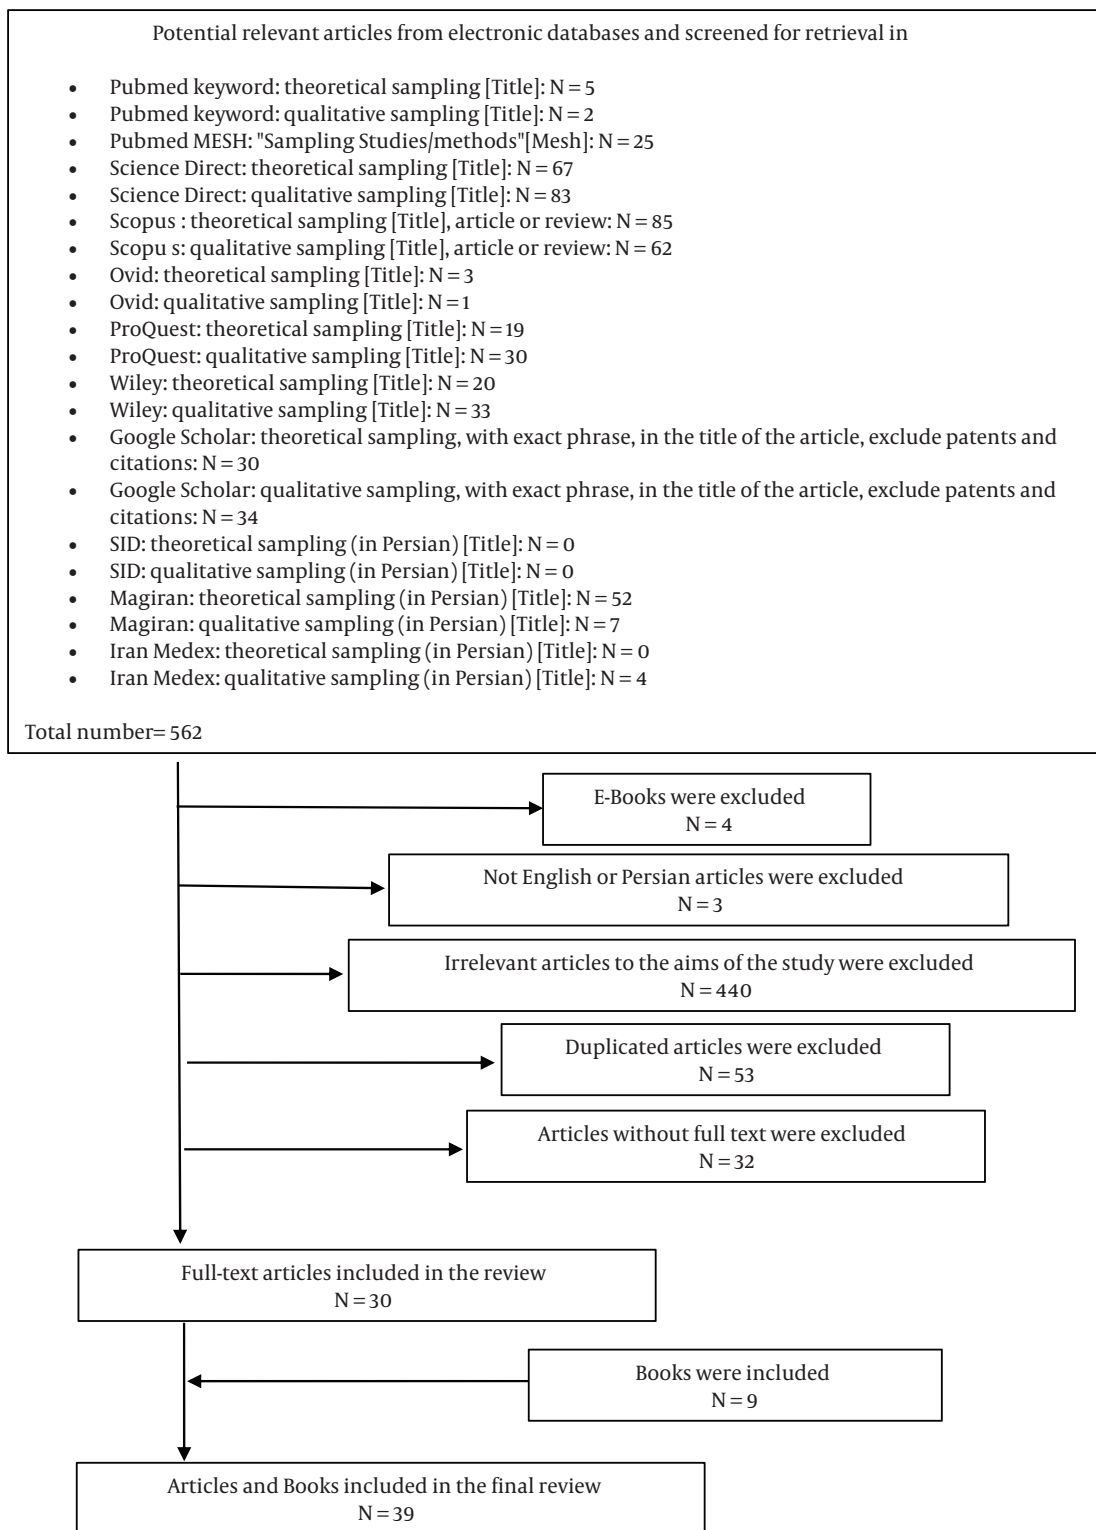 Potential relevant articles from electronic databases and screened for retrieval in
• Pubmed keyword: theoretical sampling [Title]: N = 5
• Pubmed keyword: qualitative sampling [Title]: N = 2
• Pubmed MESH: "Sampling Studies/methods"[Mesh]: N = 25
• Science Direct: theoretical sampling [Title]: N = 67
• Science Direct: qualitative sampling [Title]: N = 83
• Scopus : theoretical sampling [Title], article or review: N = 85
• Scopu s: qualitative sampling [Title], article or review: N = 62
• Ovid: theoretical sampling [Title]: N = 3
• Ovid: qualitative sampling [Title]: N = 1
• ProQuest: theoretical sampling [Title]: N = 19
• ProQuest: qualitative sampling [Title]: N = 30
• Wiley: theoretical sampling [Title]: N = 20
• Wiley: qualitative sampling [Title]: N = 33
• Google Scholar: theoretical sampling, with exact phrase, in the title of the article, exclude patents and
citations: N = 30
• Google Scholar: qualitative sampling, with exact phrase, in the title of the article, exclude patents and
citations: N = 34
• SID: theoretical sampling (in Persian) [Title]: N = 0
• SID: qualitative sampling (in Persian) [Title]: N = 0
• Magiran: theoretical sampling (in Persian) [Title]: N = 52
• Magiran: qualitative sampling (in Persian) [Title]: N = 7
• Iran Medex: theoretical sampling (in Persian) [Title]: N = 0
• Iran Medex: qualitative sampling (in Persian) [Title]: N = 4
Total number= 562
E-Books were excluded
N = 4
Not English or Persian articles were excluded
N = 3
Irrelevant articles to the aims of the study were excluded
N = 440
Duplicated articles were excluded
N = 53
Articles without full text were excluded
N = 32
Full-text articles included in the review
N = 30
Books were included
N = 9
Articles and Books included in the final review
N = 39